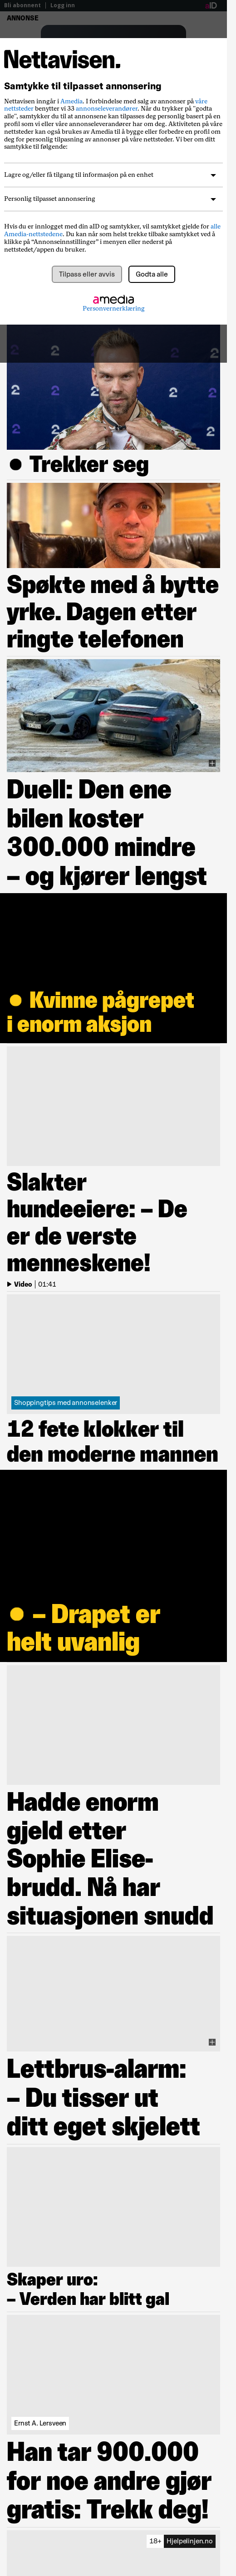 Bli abonnent | Logg inn
aID
ANNONSE
Nettavisen.
Samtykke til tilpasset annonsering
Nettavisen inngår i Amedia. I forbindelse med salg av annonser på våre
nettsteder benytter vi 33 annonseleverandører. Når du trykker på "godta
alle", samtykker du til at annonsene kan tilpasses deg personlig basert på en
profil som vi eller våre annonseleverandører har om deg. Aktiviteten på våre
nettsteder kan også brukes av Amedia til å bygge eller forbedre en profil om
deg for personlig tilpasning av annonser på våre nettsteder. Vi ber om ditt
samtykke til følgende:
Lagre og/eller få tilgang til informasjon på en enhet
Personlig tilpasset annonsering
Hvis du er innlogget med din aID og samtykker, vil samtykket gjelde for alle
Amedia-nettstedene. Du kan når som helst trekke tilbake samtykket ved å
klikke på “Annonseinnstillinger” i menyen eller nederst på
nettstedet/appen du bruker.
Tilpass eller avvis
Godta alle
amedia
Personvernerklæring
Trekker seg
Spøkte med å bytte
yrke. Dagen etter
ringte telefonen
Duell: Den ene
bilen koster
300.000 mindre
– og kjører lengst
Kvinne pågrepet
i enorm aksjon
Slakter
hundeeiere: – De
er de verste
menneskene!
Video | 01:41
Shoppingtips med annonselenker
12 fete klokker til
den moderne mannen
– Drapet er
helt uvanlig
Hadde enorm
gjeld etter
Sophie Elise-
brudd. Nå har
situasjonen snudd
Lettbrus-alarm:
– Du tisser ut
ditt eget skjelett
Skaper uro:
– Verden har blitt gal
Ernst A. Lersveen
Han tar 900.000
for noe andre gjør
gratis: Trekk deg!
18+ Hjelpelinjen.no